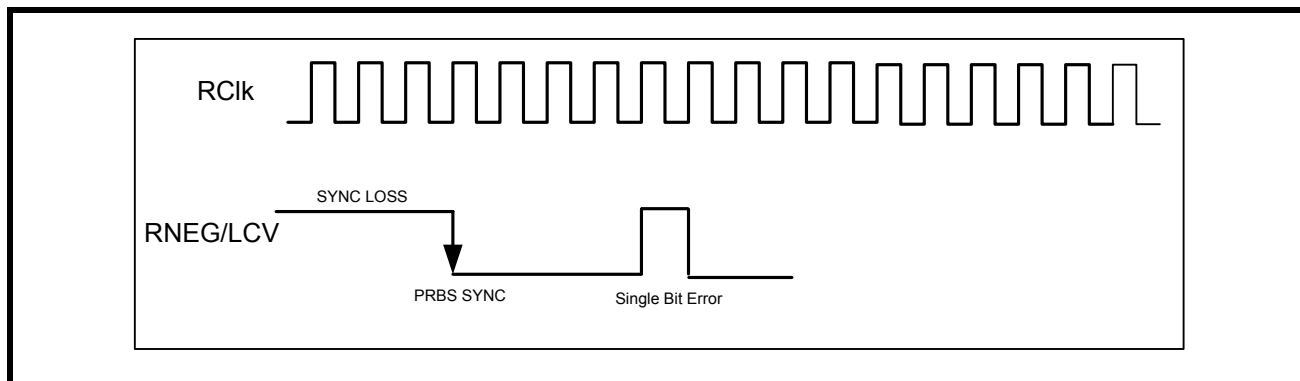 RClk
SYNC LOSS
RNEG/LCV
PRBS SYNC
Single Bit Error